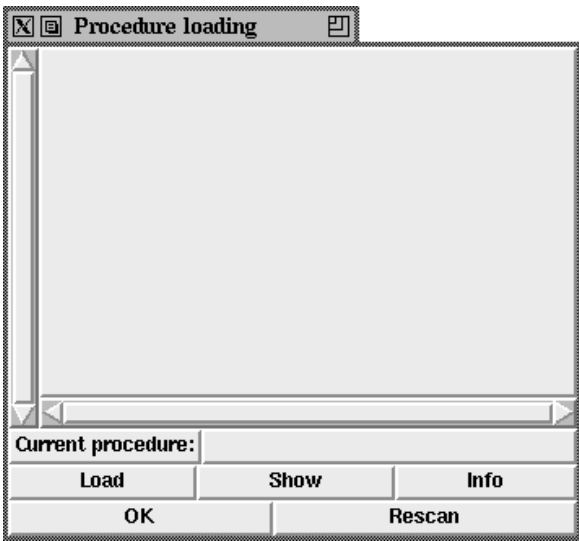 Procedure loading
Current procedure:
Load Show Info
OK Rescan